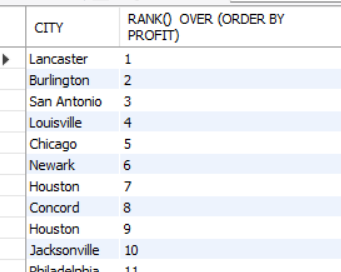 CITY RANK() OVER (ORDER BY
PROFIT)
Lancaster 1
Burlington 2
San Antonio 3
Louisville 4
Chicago 5
Newark 6
Houston 7
Concord 8
Houston 9
Jacksonville 10
Philadelphia 11